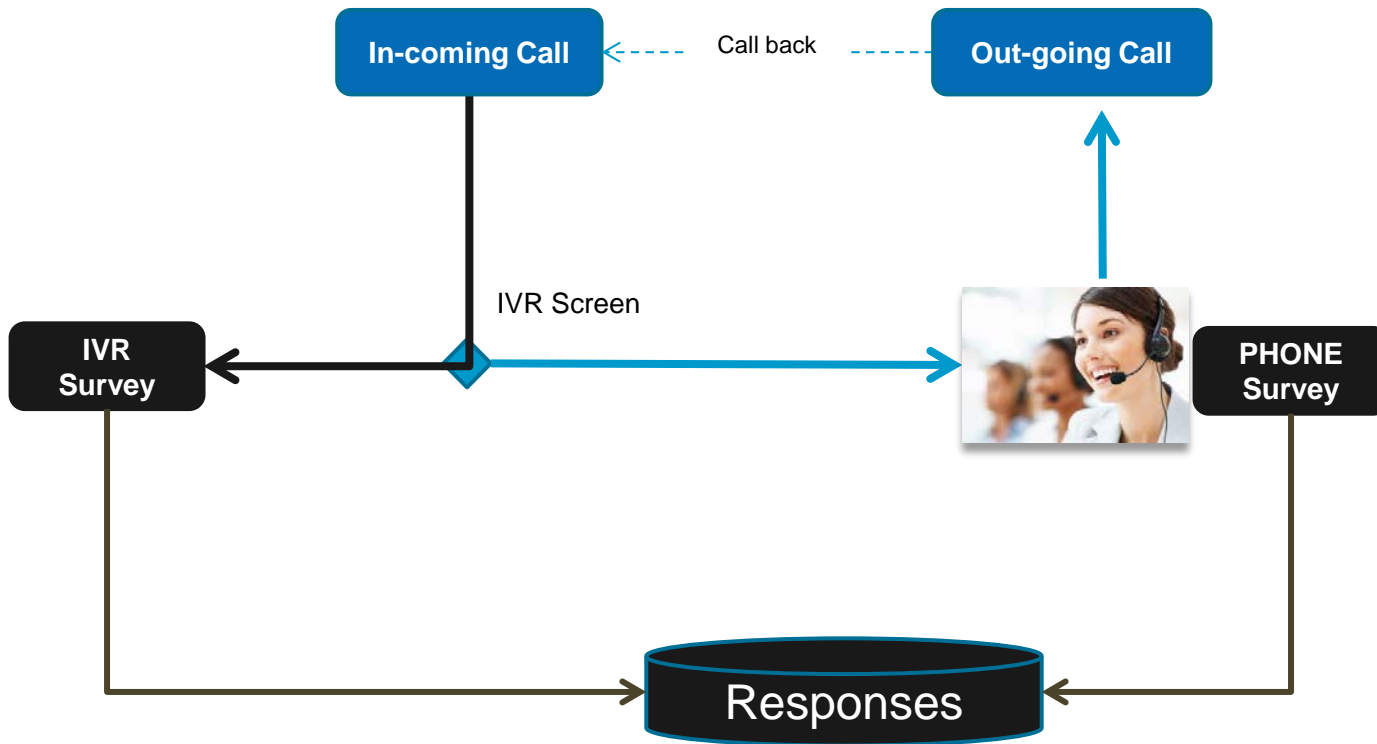 In-coming Call
Call back
Out-going Call
IVR Screen
IVR
Survey
PHONE
Survey
Responses